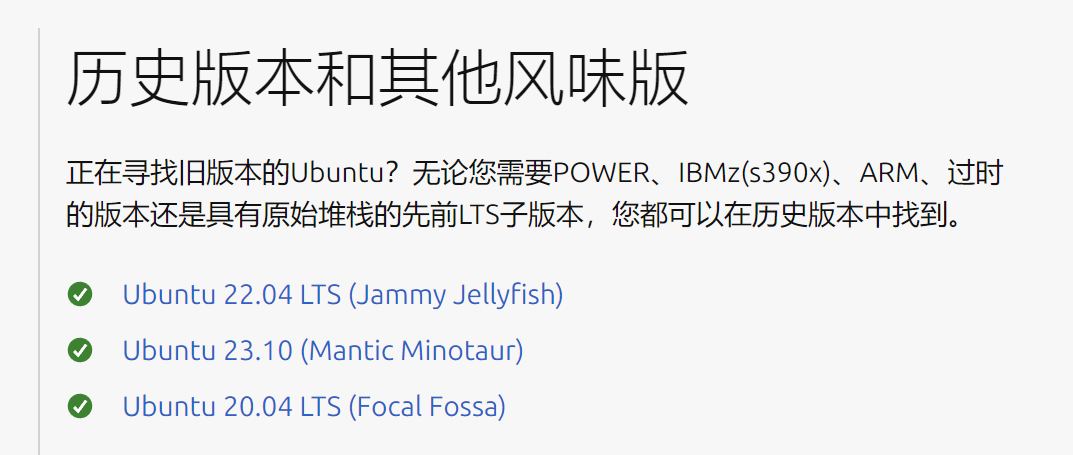 历史版本和其他风味版
正在寻找旧版本的Ubuntu？无论您需要POWER、IBMz(s390x)、ARM、过时
的版本还是具有原始堆栈的先前LTS子版本，您都可以在历史版本中找到。
Ubuntu 22.04 LTS (Jammy Jellyfish)
Ubuntu 23.10 (Mantic Minotaur)
Ubuntu 20.04 LTS (Focal Fossa)